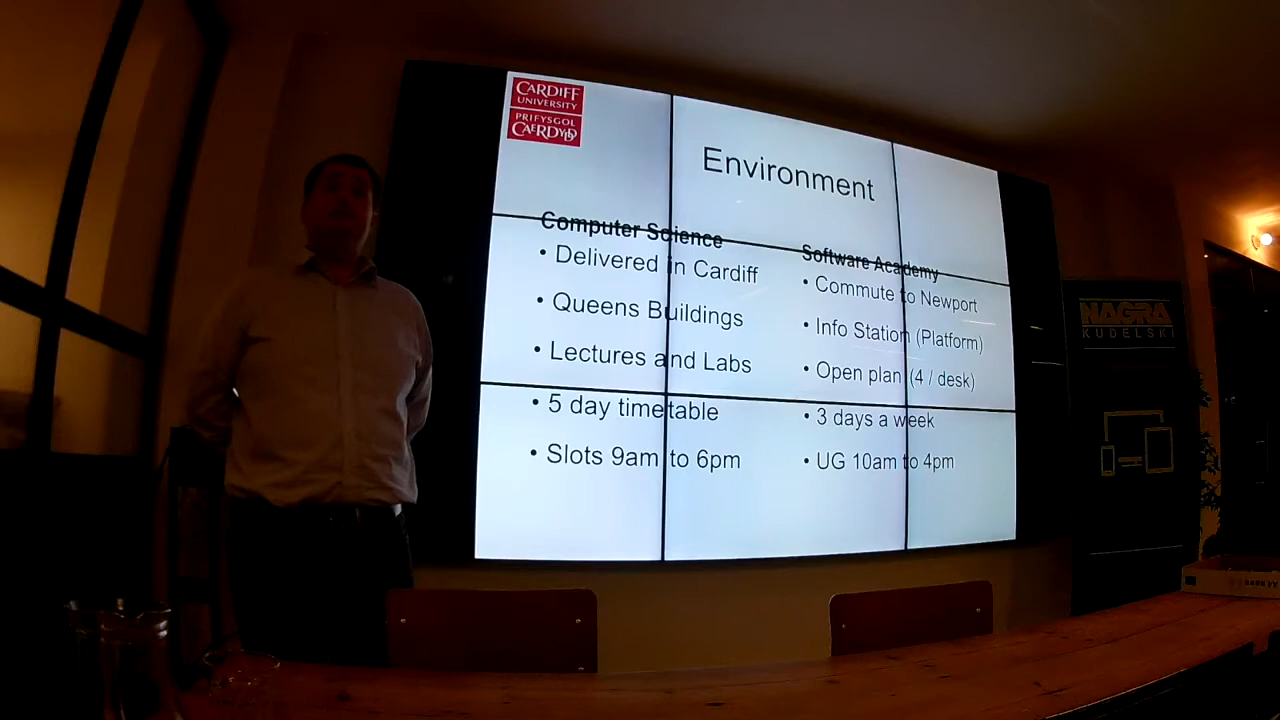 CARDIFF
UNIVERSITY
PRIFYSGOL
CAERDYDD
Environment
Computer Science
• Delivered in Cardiff
• Queens Buildings
• Lectures and Labs
• 5 day timetable
• Slots 9am to 6pm
Software Academy
• Commute to Newport
• Info Station (Platform)
• Open plan (4 / desk)
• 3 days a week
• UG 10am to 4pm
NAGRA
KUDELSKI